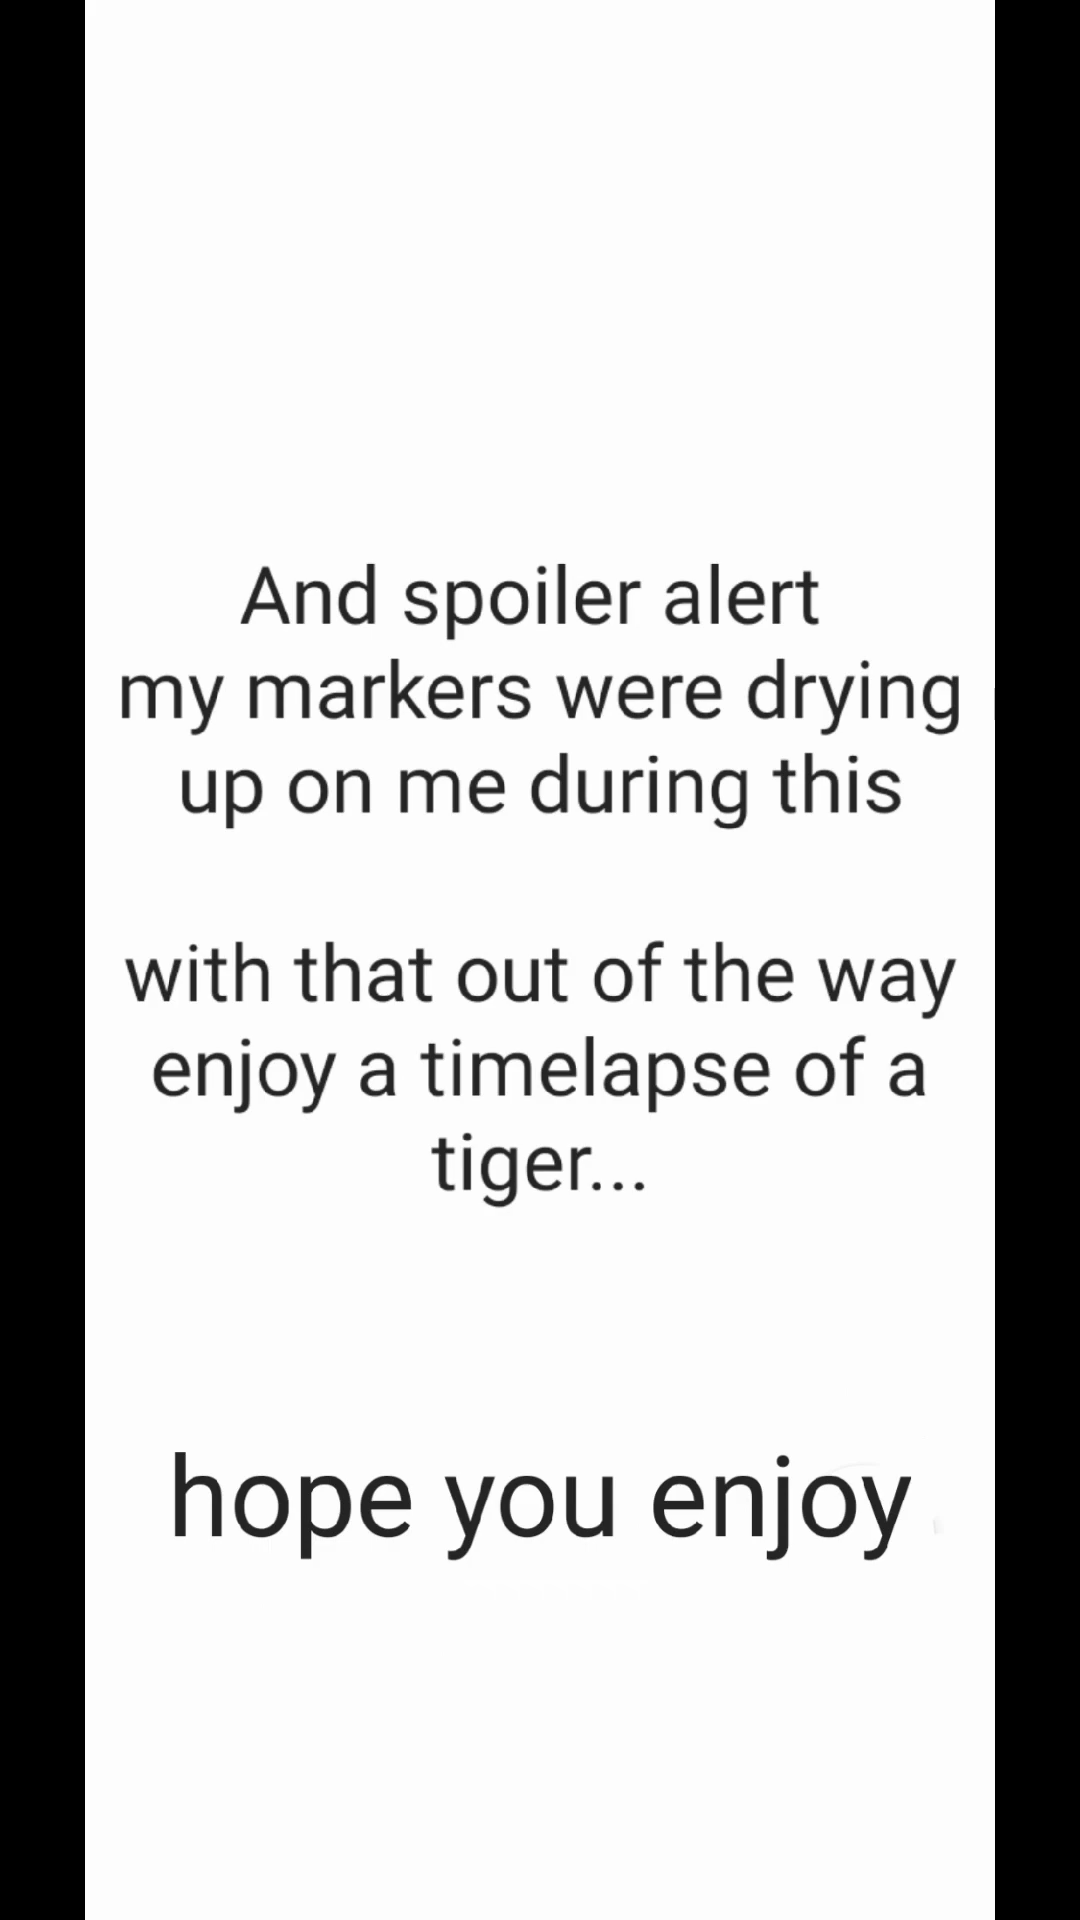 And spoiler alert
my markers were drying
up on me during this
with that out of the way
enjoy a timelapse of a
tiger...
hope you enjoy